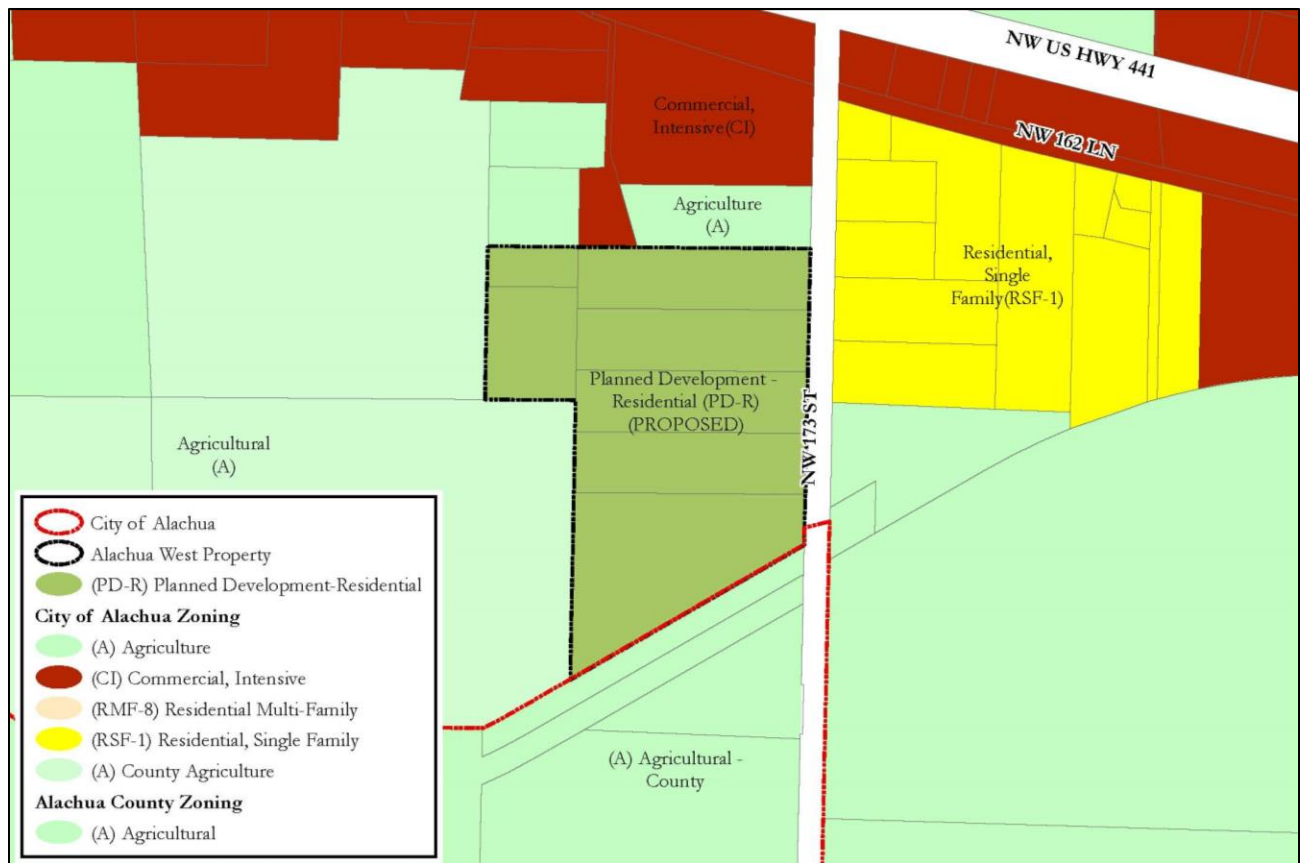 NW US HWY 441
Commercial,
Intensive(CI)
NW 162 LN
Agriculture
(A)
Residential,
Single
Family(RSF-1)
Planned Development -
Residential (PD-R)
(PROPOSED)
NW 173 ST
Agricultural
(A)
City of Alachua
Alachua West Property
(PD-R) Planned Development-Residential
City of Alachua Zoning
(A) Agriculture
(CI) Commercial, Intensive
(RMF-8) Residential Multi-Family
(RSF-1) Residential, Single Family
(A) County Agriculture
Alachua County Zoning
(A) Agricultural
(A) Agricultural -
County